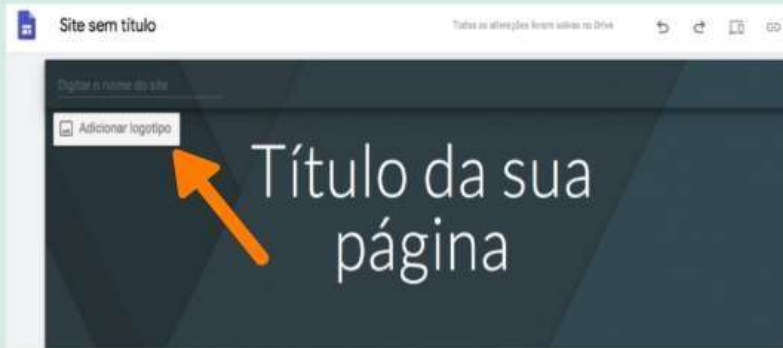 Site sem título
Todas as alterações foram salvas no Drive
Digitar o nome do site
Adicionar logotipo
Título da sua
página